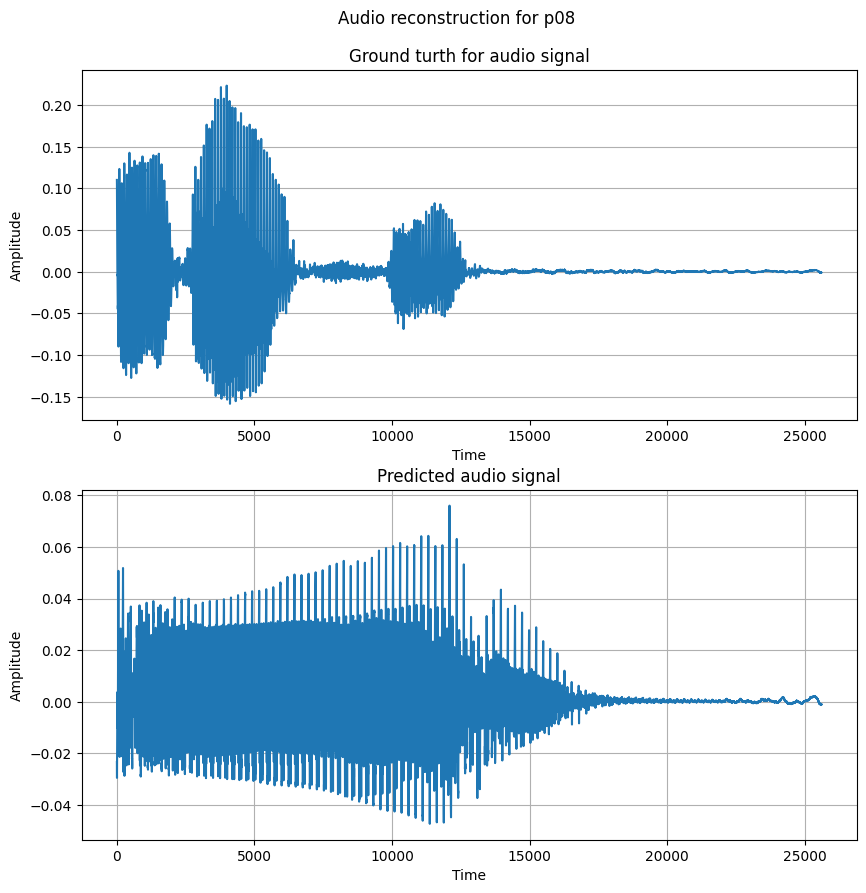 Audio reconstruction for p08
Ground turth for audio signal
0.20
0.15
0.10
0.05
0.00
−0.05
−0.10
−0.15
Amplitude
0 5000 10000 15000 20000 25000
Time
Predicted audio signal
0.08
0.06
0.04
0.02
0.00
−0.02
−0.04
Amplitude
0 5000 10000 15000 20000 25000
Time